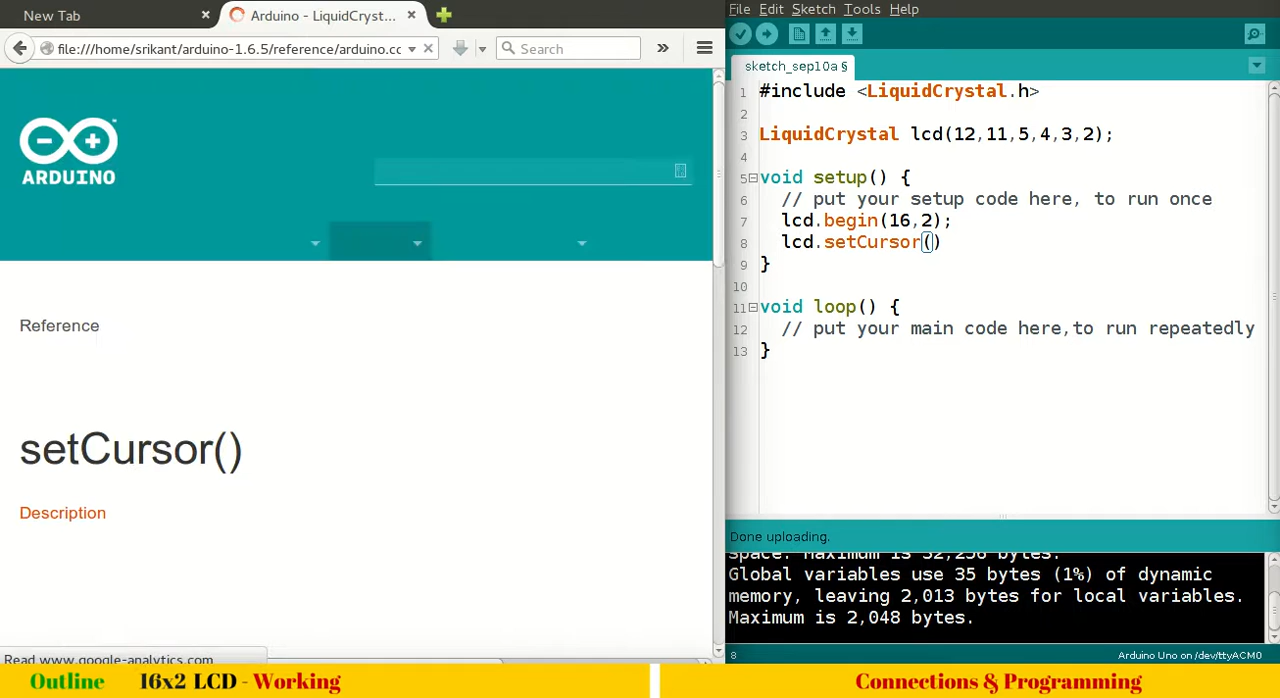 New Tab
Arduino - LiquidCryst...
file:///home/srikant/arduino-1.6.5/reference/arduino.cc
Search
ARDUINO
Reference
setCursor()
Description
Read www.google-analytics.com
File Edit Sketch Tools Help
sketch_sep10a §
1 #include <LiquidCrystal.h>
2
3 LiquidCrystal lcd(12,11,5,4,3,2);
4
5 void setup() {
6 // put your setup code here, to run once
7 lcd.begin(16,2);
8 lcd.setCursor()
9 }
10
11 void loop() {
12 // put your main code here,to run repeatedly
13 }
Done uploading.
space. Maximum is 32,256 bytes.
Global variables use 35 bytes (1%) of dynamic
memory, leaving 2,013 bytes for local variables.
Maximum is 2,048 bytes.
8
Arduino Uno on /dev/ttyACM0
Outline 16x2 LCD - Working
Connections & Programming